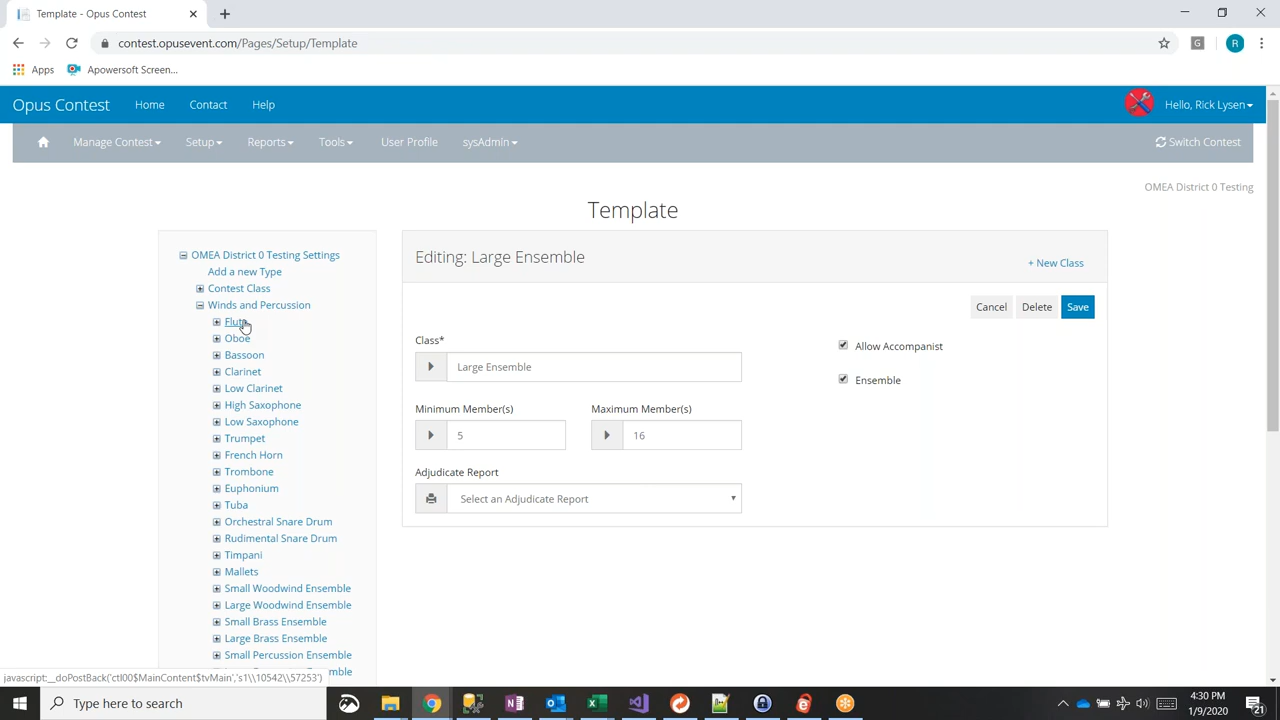 Template - Opus Contest
contest.opusevent.com/Pages/Setup/Template
G
R
Apps
Apowersoft Screen...
Opus Contest
Home
Contact
Help
Hello, Rick Lysen
Manage Contest
Setup
Reports
Tools
User Profile
sysAdmin
Switch Contest
OMEA District 0 Testing
Template
OMEA District 0 Testing Settings
Add a new Type
Contest Class
Winds and Percussion
Flute
Oboe
Bassoon
Clarinet
Low Clarinet
High Saxophone
Low Saxophone
Trumpet
French Horn
Trombone
Euphonium
Tuba
Orchestral Snare Drum
Rudimental Snare Drum
Timpani
Mallets
Small Woodwind Ensemble
Large Woodwind Ensemble
Small Brass Ensemble
Large Brass Ensemble
Small Percussion Ensemble
Editing: Large Ensemble
+ New Class
Cancel
Delete
Save
Class*
Large Ensemble
Allow Accompanist
Ensemble
Minimum Member(s)
Maximum Member(s)
5
16
Adjudicate Report
Select an Adjudicate Report
javascript:__doPostBack('ctl00$MainContent$tvMain','s1\\10542\\57253')
Type here to search
4:30 PM
1/9/2020
21